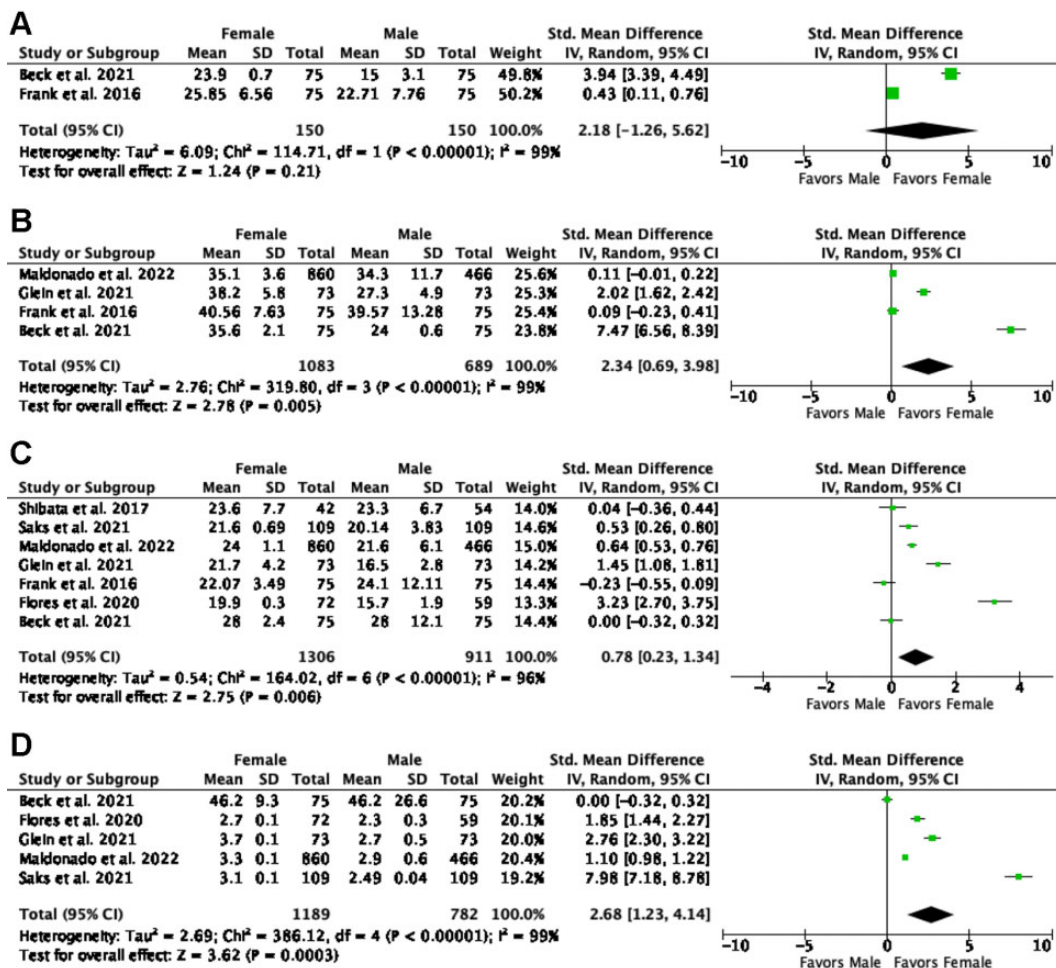 A
Female Male Std. Mean Difference Std. Mean Difference
Study or Subgroup Mean SD Total Mean SD Total Weight IV, Random, 95% CI IV, Random, 95% CI
Beck et al. 2021 23.9 0.7 75 15 3.1 75 49.8% 3.94 [3.39, 4.49]
Frank et al. 2016 25.85 6.56 75 22.71 7.76 75 50.2% 0.43 [0.11, 0.76]
Total (95% CI) 150 150 100.0% 2.18 [−1.26, 5.62]
Heterogeneity: Tau² = 6.09; Chi² = 114.71, df = 1 (P < 0.00001); I² = 99%
Test for overall effect: Z = 1.24 (P = 0.21)
−10 −5 0 5 10
Favors Male Favors Female
B
Female Male Std. Mean Difference Std. Mean Difference
Study or Subgroup Mean SD Total Mean SD Total Weight IV, Random, 95% CI IV, Random, 95% CI
Maldonado et al. 2022 35.1 3.6 860 34.3 11.7 466 25.6% 0.11 [−0.01, 0.22]
Glein et al. 2021 38.2 5.8 73 27.3 4.9 73 25.3% 2.02 [1.62, 2.42]
Frank et al. 2016 40.56 7.63 75 39.57 13.28 75 25.4% 0.09 [−0.23, 0.41]
Beck et al. 2021 35.6 2.1 75 24 0.6 75 23.8% 7.47 [6.56, 8.39]
Total (95% CI) 1083 689 100.0% 2.34 [0.69, 3.98]
Heterogeneity: Tau² = 2.76; Chi² = 319.80, df = 3 (P < 0.00001); I² = 99%
Test for overall effect: Z = 2.78 (P = 0.005)
−10 −5 0 5 10
Favors Male Favors Female
C
Female Male Std. Mean Difference Std. Mean Difference
Study or Subgroup Mean SD Total Mean SD Total Weight IV, Random, 95% CI IV, Random, 95% CI
Shibata et al. 2017 23.6 7.7 42 23.3 6.7 54 14.0% 0.04 [−0.36, 0.44]
Saks et al. 2021 21.6 0.69 109 20.14 3.83 109 14.6% 0.53 [0.26, 0.80]
Maldonado et al. 2022 24 1.1 860 21.6 6.1 466 15.0% 0.64 [0.53, 0.76]
Glein et al. 2021 21.7 4.2 73 16.5 2.8 73 14.2% 1.45 [1.08, 1.81]
Frank et al. 2016 22.07 3.49 75 24.1 12.11 75 14.4% −0.23 [−0.55, 0.09]
Flores et al. 2020 19.9 0.3 72 15.7 1.9 59 13.3% 3.23 [2.70, 3.75]
Beck et al. 2021 28 2.4 75 28 12.1 75 14.4% 0.00 [−0.32, 0.32]
Total (95% CI) 1306 911 100.0% 0.78 [0.23, 1.34]
Heterogeneity: Tau² = 0.54; Chi² = 164.02, df = 6 (P < 0.00001); I² = 96%
Test for overall effect: Z = 2.75 (P = 0.006)
−4 −2 0 2 4
Favors Male Favors Female
D
Female Male Std. Mean Difference Std. Mean Difference
Study or Subgroup Mean SD Total Mean SD Total Weight IV, Random, 95% CI IV, Random, 95% CI
Beck et al. 2021 46.2 9.3 75 46.2 26.6 75 20.2% 0.00 [−0.32, 0.32]
Flores et al. 2020 2.7 0.1 72 2.3 0.3 59 20.1% 1.85 [1.44, 2.27]
Glein et al. 2021 3.7 0.1 73 2.7 0.5 73 20.0% 2.76 [2.30, 3.22]
Maldonado et al. 2022 3.3 0.1 860 2.9 0.6 466 20.4% 1.10 [0.98, 1.22]
Saks et al. 2021 3.1 0.1 109 2.49 0.04 109 19.2% 7.98 [7.18, 8.78]
Total (95% CI) 1189 782 100.0% 2.68 [1.23, 4.14]
Heterogeneity: Tau² = 2.69; Chi² = 386.12, df = 4 (P < 0.00001); I² = 99%
Test for overall effect: Z = 3.62 (P = 0.0003)
−10 −5 0 5 10
Favors Male Favors Female